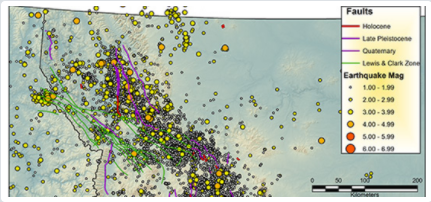 Faults
Holocene
Late Pleistocene
Quaternary
Lewis & Clark Zone
Earthquake Mag
1.00 - 1.99
2.00 - 2.99
3.00 - 3.99
4.00 - 4.99
5.00 - 5.99
6.00 - 6.99
0 50 100 200
Kilometers